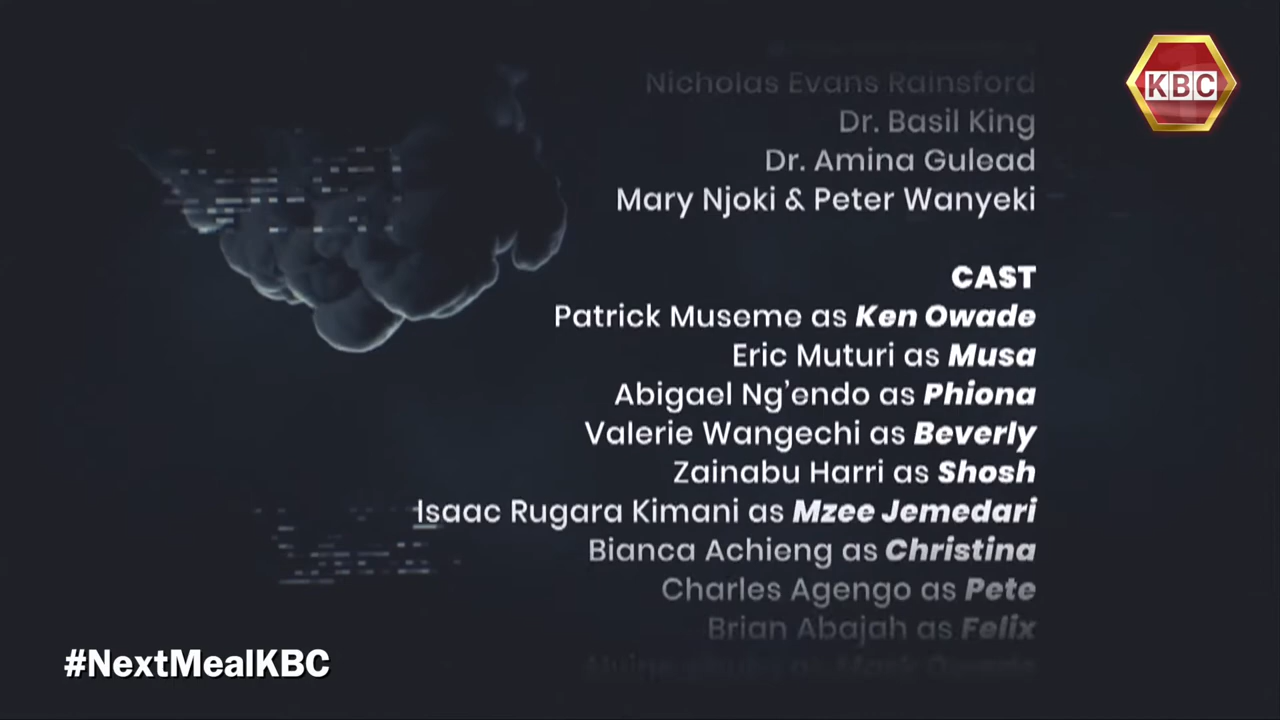 KBC
Nicholas Evans Rainsford
Dr. Basil King
Dr. Amina Gulead
Mary Njoki & Peter Wanyeki
CAST
Patrick Museme as Ken Owade
Eric Muturi as Musa
Abigael Ng’endo as Phiona
Valerie Wangechi as Beverly
Zainabu Harri as Shosh
Isaac Rugara Kimani as Mzee Jemedari
Bianca Achieng as Christina
Charles Agengo as Pete
Brian Abajah as Felix
#NextMealKBC